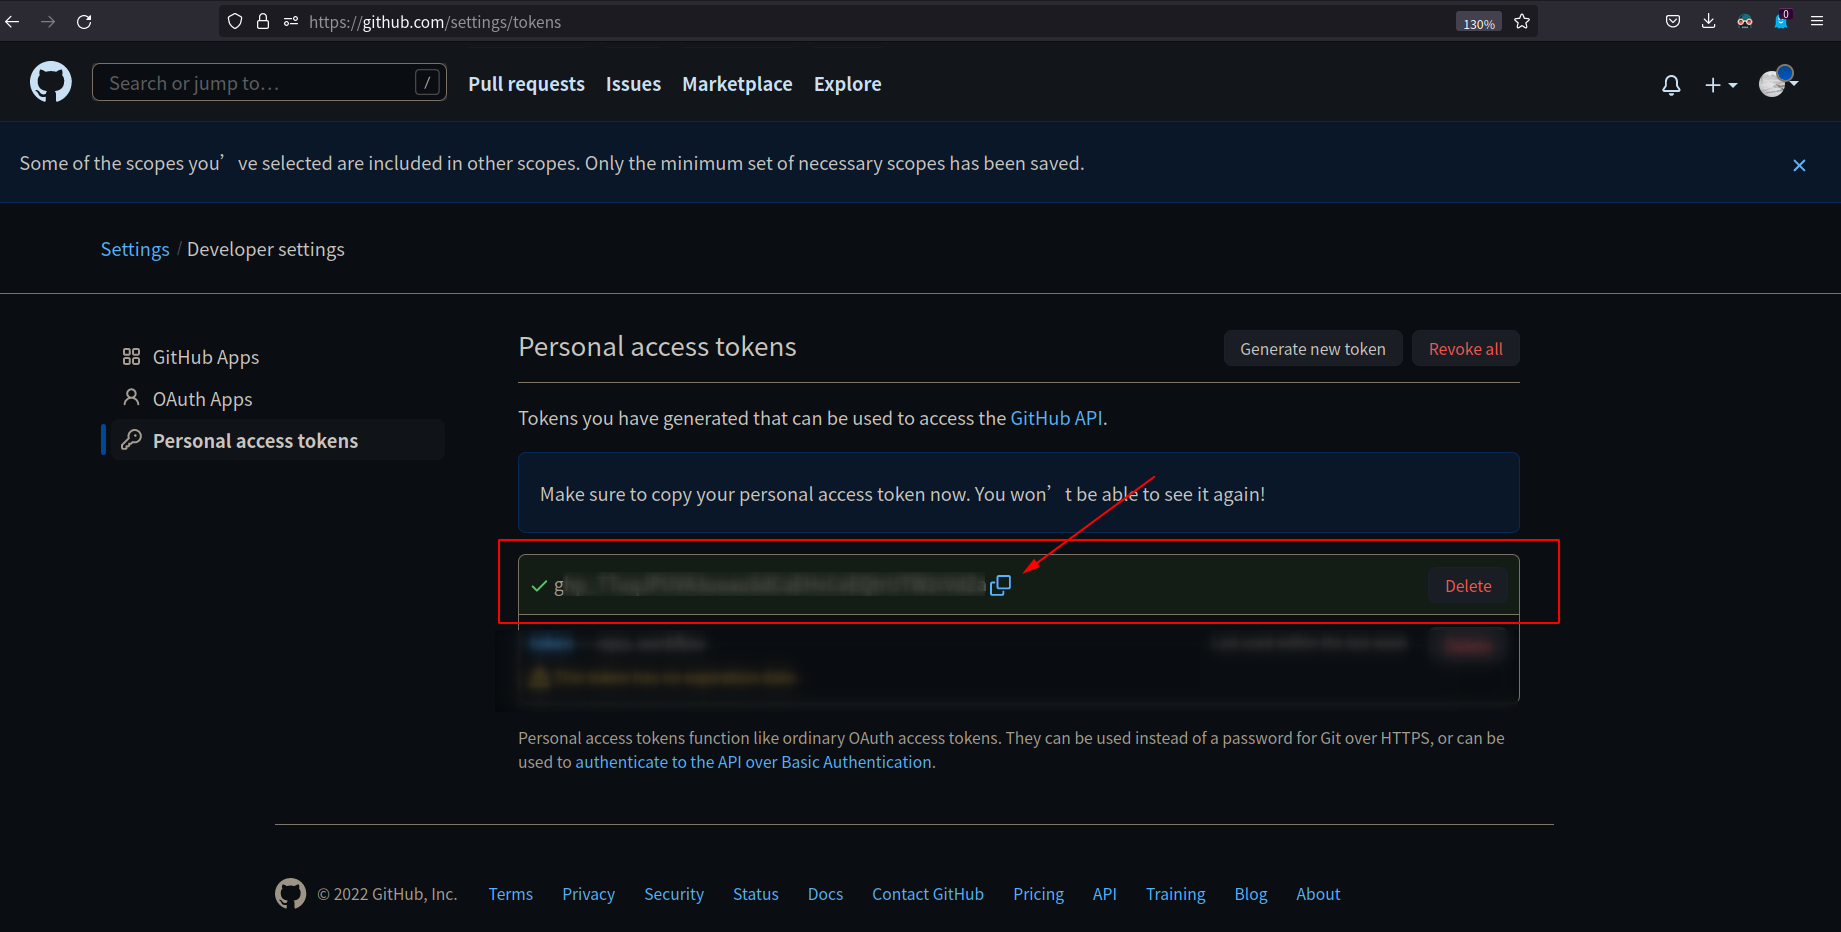 https://github.com/settings/tokens
130%
0
Search or jump to…
/
Pull requests
Issues
Marketplace
Explore
Some of the scopes you’ve selected are included in other scopes. Only the minimum set of necessary scopes has been saved.
Settings / Developer settings
GitHub Apps
OAuth Apps
Personal access tokens
Personal access tokens
Generate new token
Revoke all
Tokens you have generated that can be used to access the GitHub API.
Make sure to copy your personal access token now. You won’t be able to see it again!
Delete
Personal access tokens function like ordinary OAuth access tokens. They can be used instead of a password for Git over HTTPS, or can be
used to authenticate to the API over Basic Authentication.
© 2022 GitHub, Inc.
Terms
Privacy
Security
Status
Docs
Contact GitHub
Pricing
API
Training
Blog
About